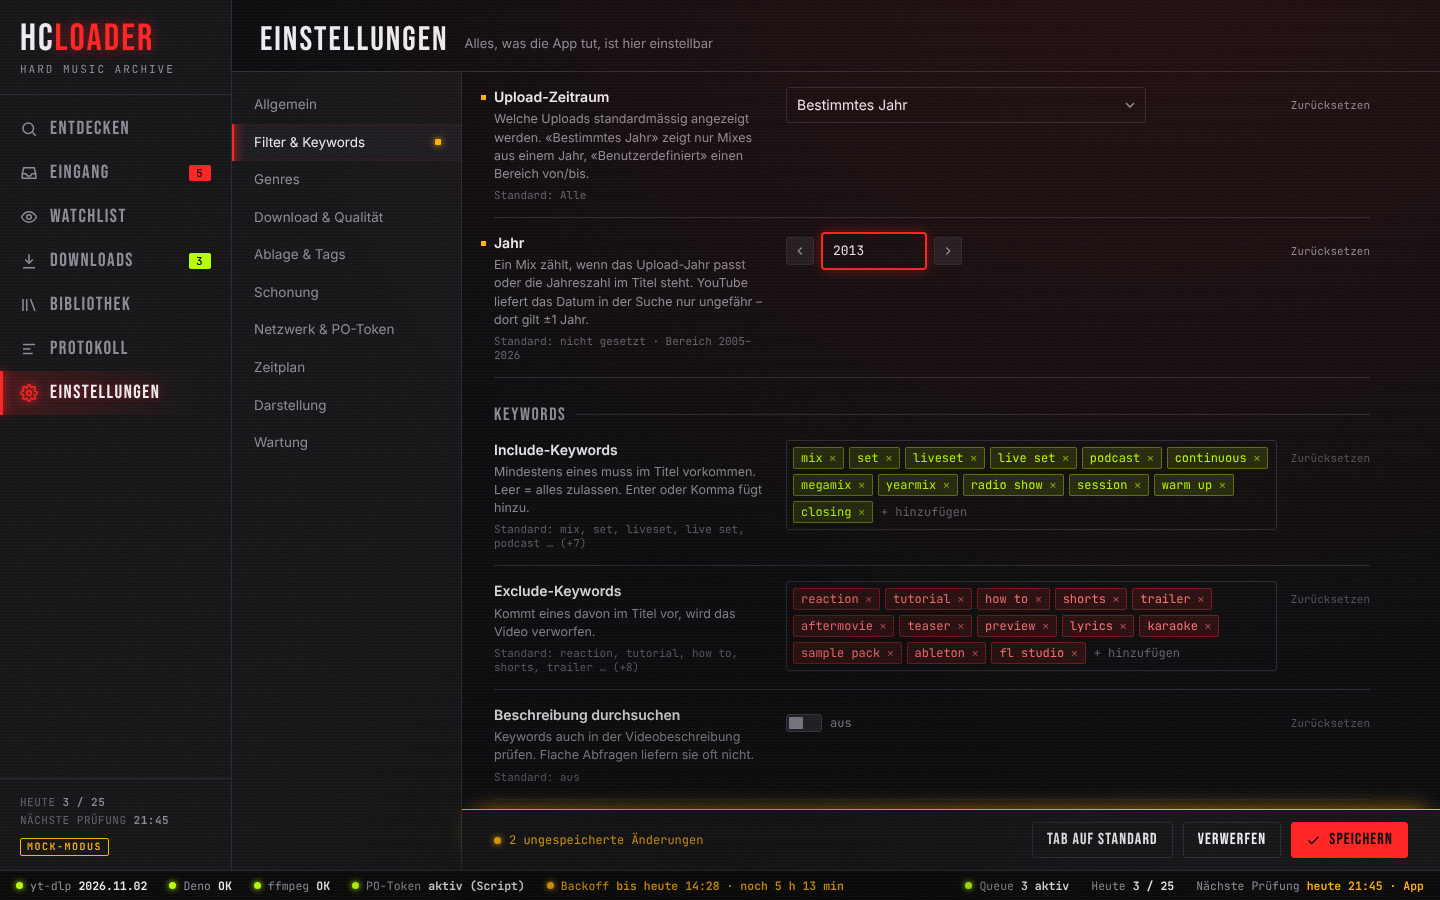 HCLOADER
HARD MUSIC ARCHIVE
ENTDECKEN
EINGANG 5
WATCHLIST
DOWNLOADS 3
BIBLIOTHEK
PROTOKOLL
EINSTELLUNGEN
HEUTE 3 / 25
NÄCHSTE PRÜFUNG 21:45
MOCK-MODUS
EINSTELLUNGEN Alles, was die App tut, ist hier einstellbar
Allgemein
Filter & Keywords
Genres
Download & Qualität
Ablage & Tags
Schonung
Netzwerk & PO-Token
Zeitplan
Darstellung
Wartung
Upload-Zeitraum
Welche Uploads standardmässig angezeigt
werden. «Bestimmtes Jahr» zeigt nur Mixes
aus einem Jahr, «Benutzerdefiniert» einen
Bereich von/bis.
Standard: Alle
Bestimmtes Jahr
Zurücksetzen
Jahr
Ein Mix zählt, wenn das Upload-Jahr passt
oder die Jahreszahl im Titel steht. YouTube
liefert das Datum in der Suche nur ungefähr –
dort gilt ±1 Jahr.
Standard: nicht gesetzt · Bereich 2005–
2026
2013
Zurücksetzen
KEYWORDS
Include-Keywords
Mindestens eines muss im Titel vorkommen.
Leer = alles zulassen. Enter oder Komma fügt
hinzu.
Standard: mix, set, liveset, live set,
podcast … (+7)
mix × set × liveset × live set × podcast × continuous ×
megamix × yearmix × radio show × session × warm up ×
closing × + hinzufügen
Zurücksetzen
Exclude-Keywords
Kommt eines davon im Titel vor, wird das
Video verworfen.
Standard: reaction, tutorial, how to,
shorts, trailer … (+8)
reaction × tutorial × how to × shorts × trailer ×
aftermovie × teaser × preview × lyrics × karaoke ×
sample pack × ableton × fl studio × + hinzufügen
Zurücksetzen
Beschreibung durchsuchen
Keywords auch in der Videobeschreibung
prüfen. Flache Abfragen liefern sie oft nicht.
Standard: aus
aus
Zurücksetzen
2 ungespeicherte Änderungen
TAB AUF STANDARD
VERWERFEN
SPEICHERN
yt-dlp 2026.11.02 Deno OK ffmpeg OK PO-Token aktiv (Script) Backoff bis heute 14:28 · noch 5 h 13 min Queue 3 aktiv Heute 3 / 25 Nächste Prüfung heute 21:45 · App